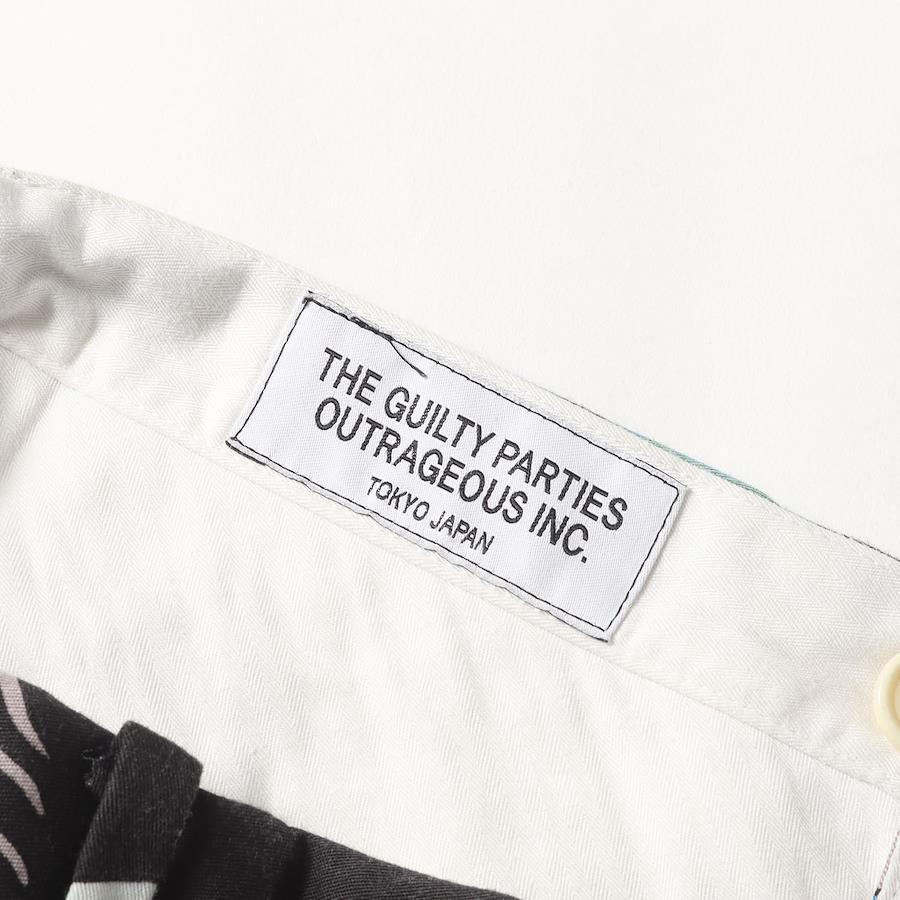 THE GUILTY PARTIES
OUTRAGEOUS INC.
TOKYO JAPAN